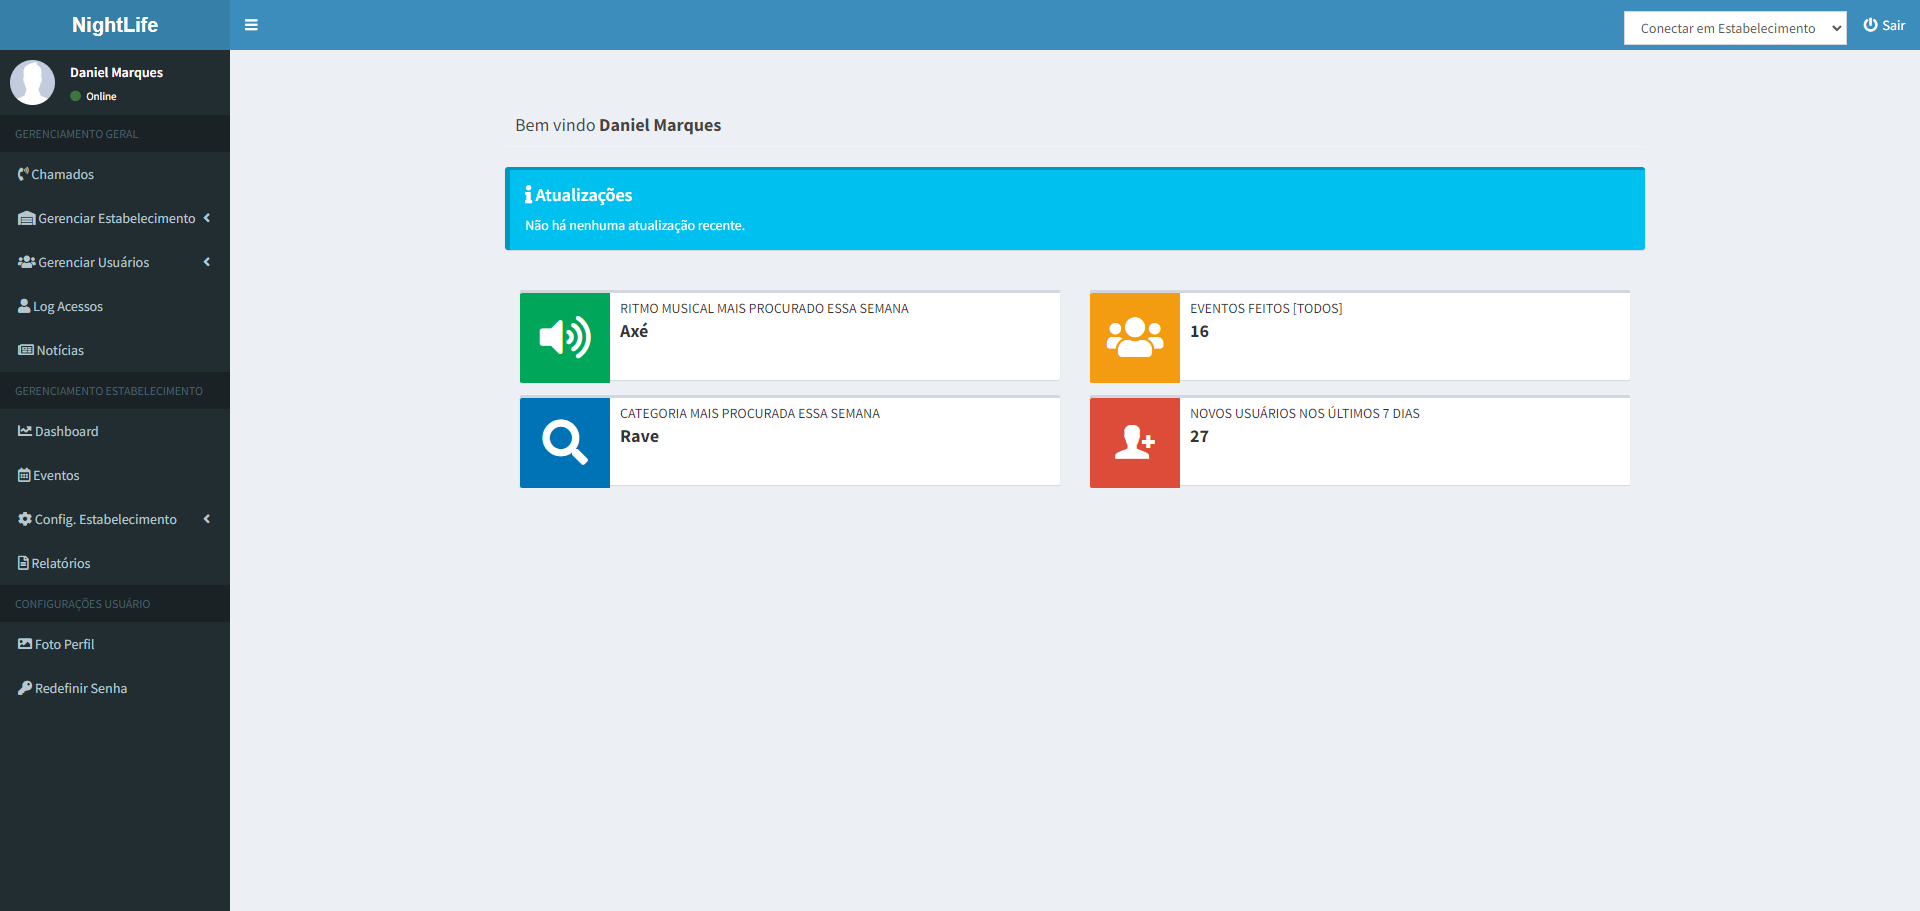 NightLife
Conectar em Estabelecimento
Sair
Daniel Marques
Online
GERENCIAMENTO GERAL
Chamados
Gerenciar Estabelecimento
Gerenciar Usuários
Log Acessos
Notícias
GERENCIAMENTO ESTABELECIMENTO
Dashboard
Eventos
Config. Estabelecimento
Relatórios
CONFIGURAÇÕES USUÁRIO
Foto Perfil
Redefinir Senha
Bem vindo Daniel Marques
Atualizações
Não há nenhuma atualização recente.
RITMO MUSICAL MAIS PROCURADO ESSA SEMANA
Axé
EVENTOS FEITOS [TODOS]
16
CATEGORIA MAIS PROCURADA ESSA SEMANA
Rave
NOVOS USUÁRIOS NOS ÚLTIMOS 7 DIAS
27